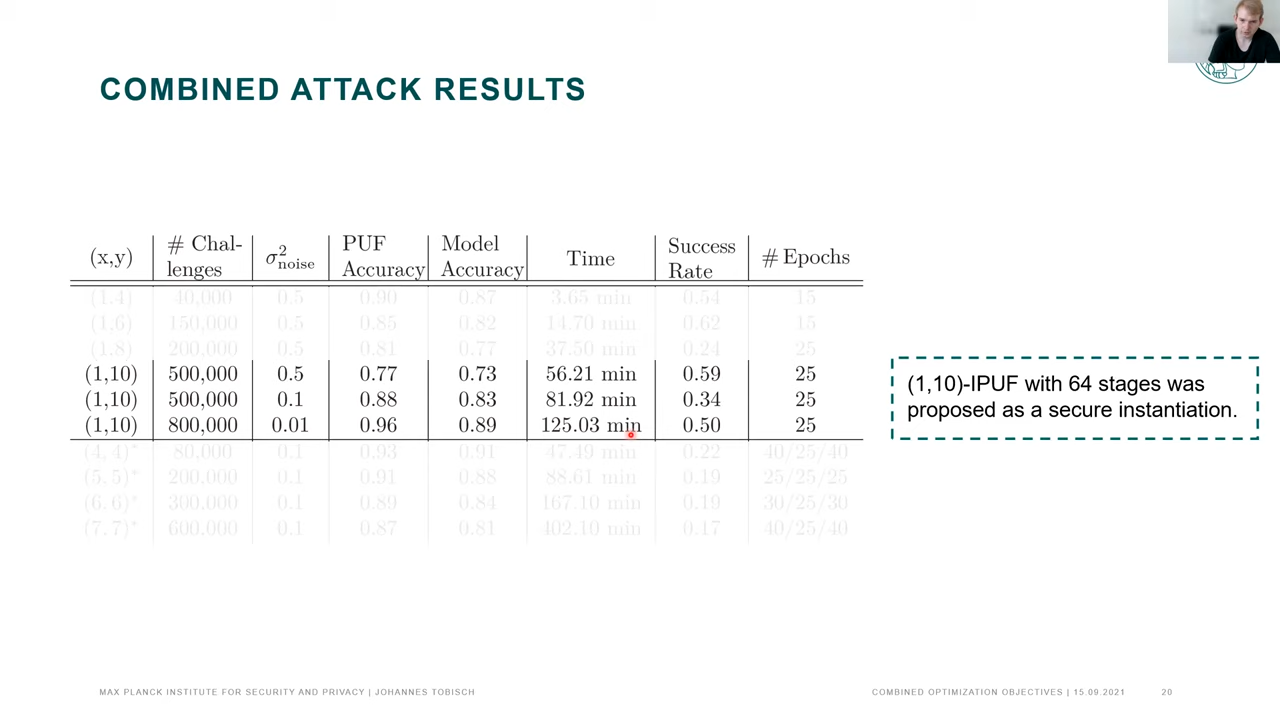 COMBINED ATTACK RESULTS
(x,y) # Chal-lenges σ²noise PUF Accuracy Model Accuracy Time Success Rate # Epochs
(1,4) 40,000 0.5 0.90 0.87 3.65 min 0.54 15
(1,6) 150,000 0.5 0.85 0.82 14.70 min 0.62 15
(1,8) 200,000 0.5 0.81 0.77 37.50 min 0.24 25
(1,10) 500,000 0.5 0.77 0.73 56.21 min 0.59 25
(1,10) 500,000 0.1 0.88 0.83 81.92 min 0.34 25
(1,10) 800,000 0.01 0.96 0.89 125.03 min 0.50 25
(4,4)* 80,000 0.1 0.93 0.91 47.49 min 0.22 40/25/40
(5,5)* 200,000 0.1 0.91 0.88 88.61 min 0.19 25/25/25
(6,6)* 300,000 0.1 0.89 0.84 167.10 min 0.19 30/25/30
(7,7)* 600,000 0.1 0.87 0.81 402.10 min 0.17 40/25/40
(1,10)-IPUF with 64 stages was
proposed as a secure instantiation.
MAX PLANCK INSTITUTE FOR SECURITY AND PRIVACY | JOHANNES TOBISCH
COMBINED OPTIMIZATION OBJECTIVES | 15.09.2021 20